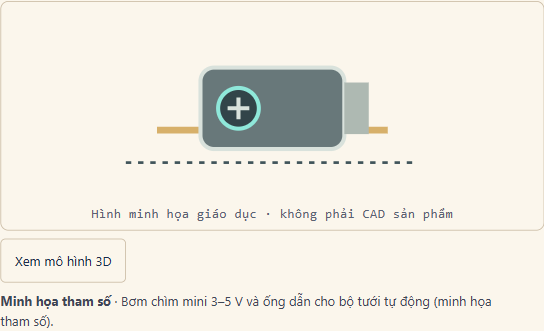 Hình minh họa giáo dục · không phải CAD sản phẩm
Xem mô hình 3D
Minh họa tham số · Bơm chìm mini 3–5 V và ống dẫn cho bộ tưới tự động (minh họa
tham số).